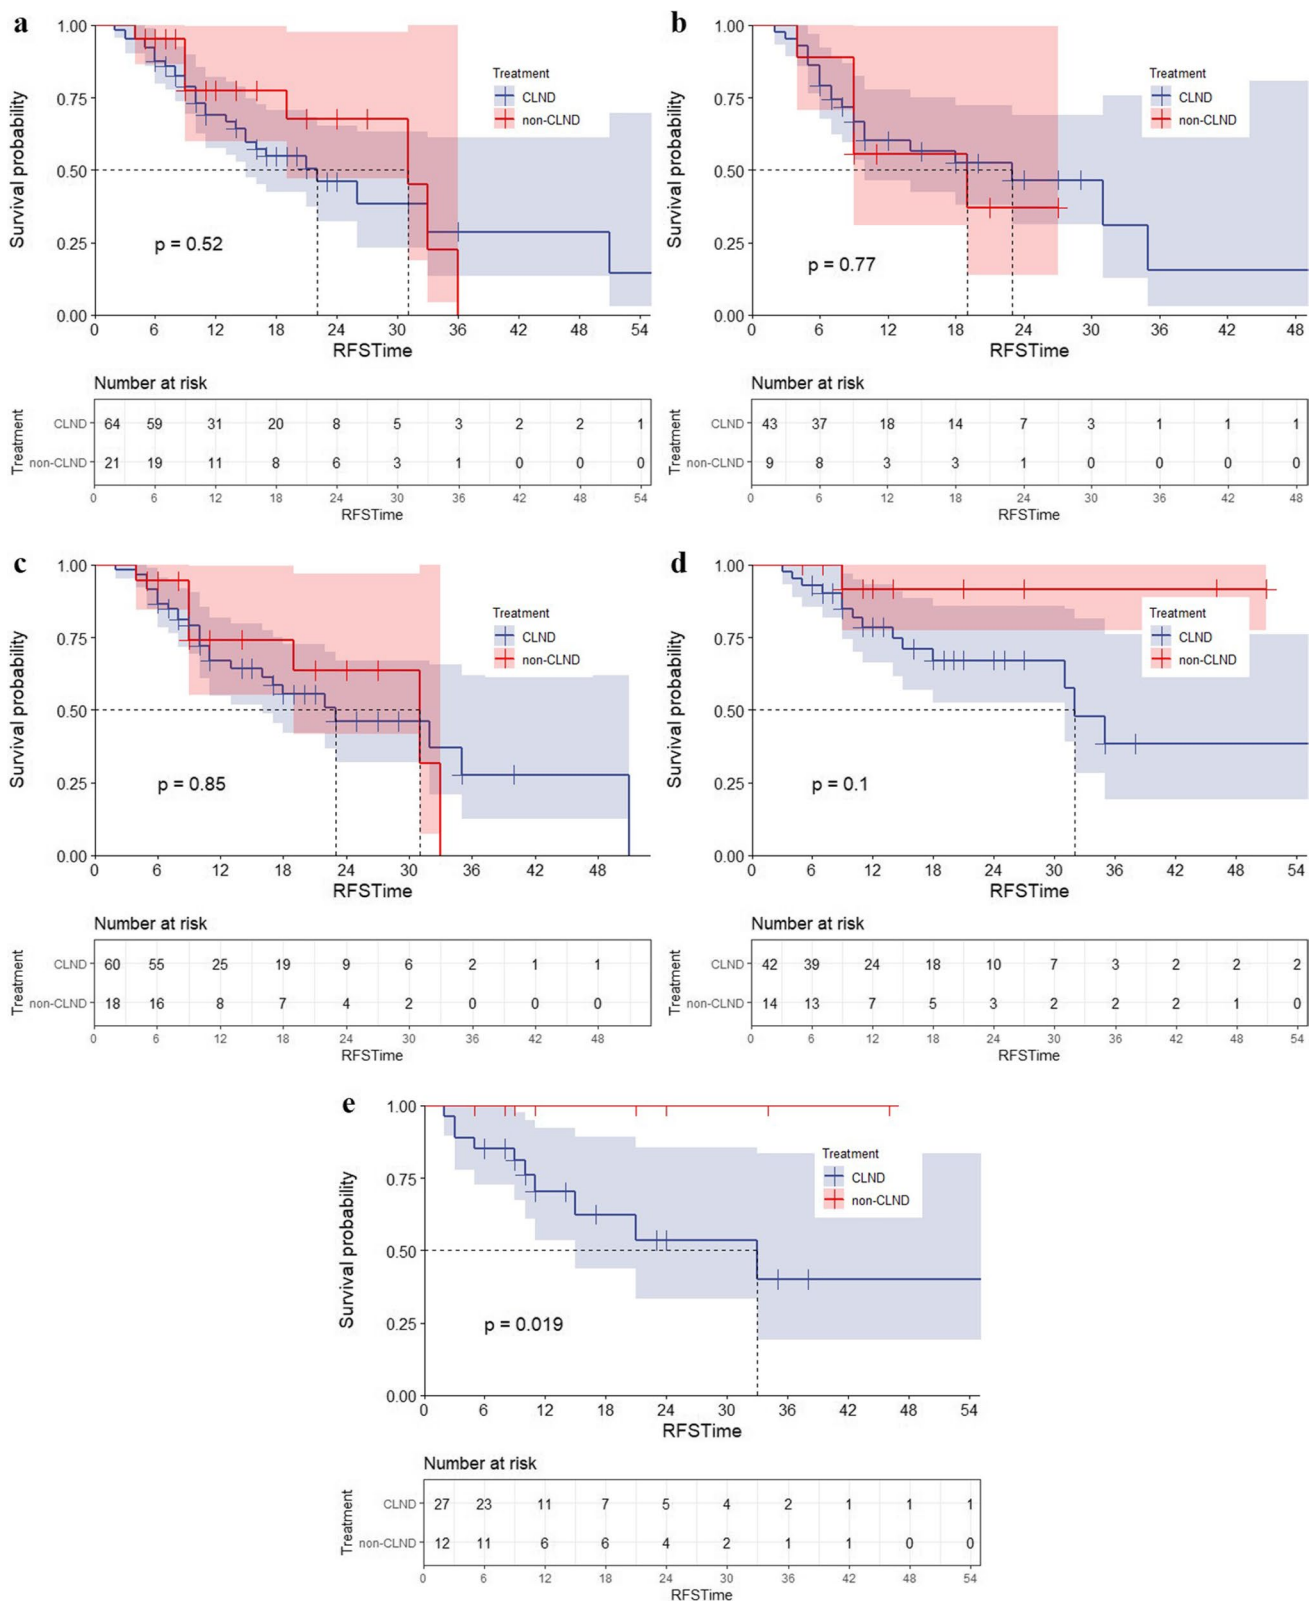 a
Survival probability
1.00
0.75
0.50
0.25
0.00
Treatment
CLND
non-CLND
p = 0.52
0 6 12 18 24 30 36 42 48 54
RFSTime
Number at risk
Treatment
CLND 64 59 31 20 8 5 3 2 2 1
non-CLND 21 19 11 8 6 3 1 0 0 0
0 6 12 18 24 30 36 42 48 54
RFSTime
b
Survival probability
1.00
0.75
0.50
0.25
0.00
Treatment
CLND
non-CLND
p = 0.77
0 6 12 18 24 30 36 42 48
RFSTime
Number at risk
Treatment
CLND 43 37 18 14 7 3 1 1 1
non-CLND 9 8 3 3 1 0 0 0 0
0 6 12 18 24 30 36 42 48
RFSTime
c
Survival probability
1.00
0.75
0.50
0.25
0.00
Treatment
CLND
non-CLND
p = 0.85
0 6 12 18 24 30 36 42 48
RFSTime
Number at risk
Treatment
CLND 60 55 25 19 9 6 2 1 1
non-CLND 18 16 8 7 4 2 0 0 0
0 6 12 18 24 30 36 42 48
RFSTime
d
Survival probability
1.00
0.75
0.50
0.25
0.00
Treatment
CLND
non-CLND
p = 0.1
0 6 12 18 24 30 36 42 48 54
RFSTime
Number at risk
Treatment
CLND 42 39 24 18 10 7 3 2 2 2
non-CLND 14 13 7 5 3 2 2 2 1 0
0 6 12 18 24 30 36 42 48 54
RFSTime
e
Survival probability
1.00
0.75
0.50
0.25
0.00
Treatment
CLND
non-CLND
p = 0.019
0 6 12 18 24 30 36 42 48 54
RFSTime
Number at risk
Treatment
CLND 27 23 11 7 5 4 2 1 1 1
non-CLND 12 11 6 6 4 2 1 1 0 0
0 6 12 18 24 30 36 42 48 54
RFSTime